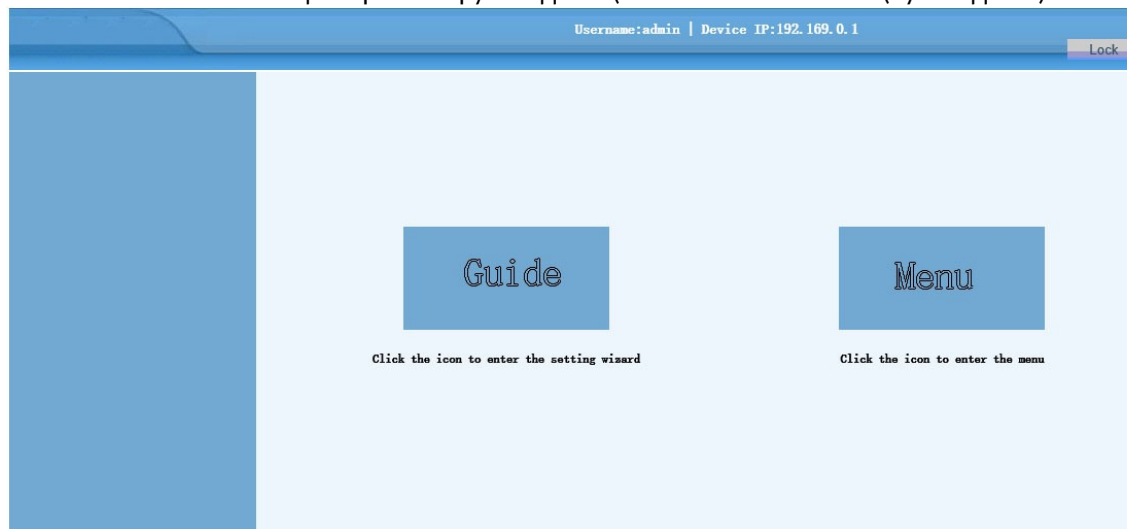 Username:admin | Device IP:192.169.0.1
Lock
Guide
Menu
Click the icon to enter the setting wizard
Click the icon to enter the menu